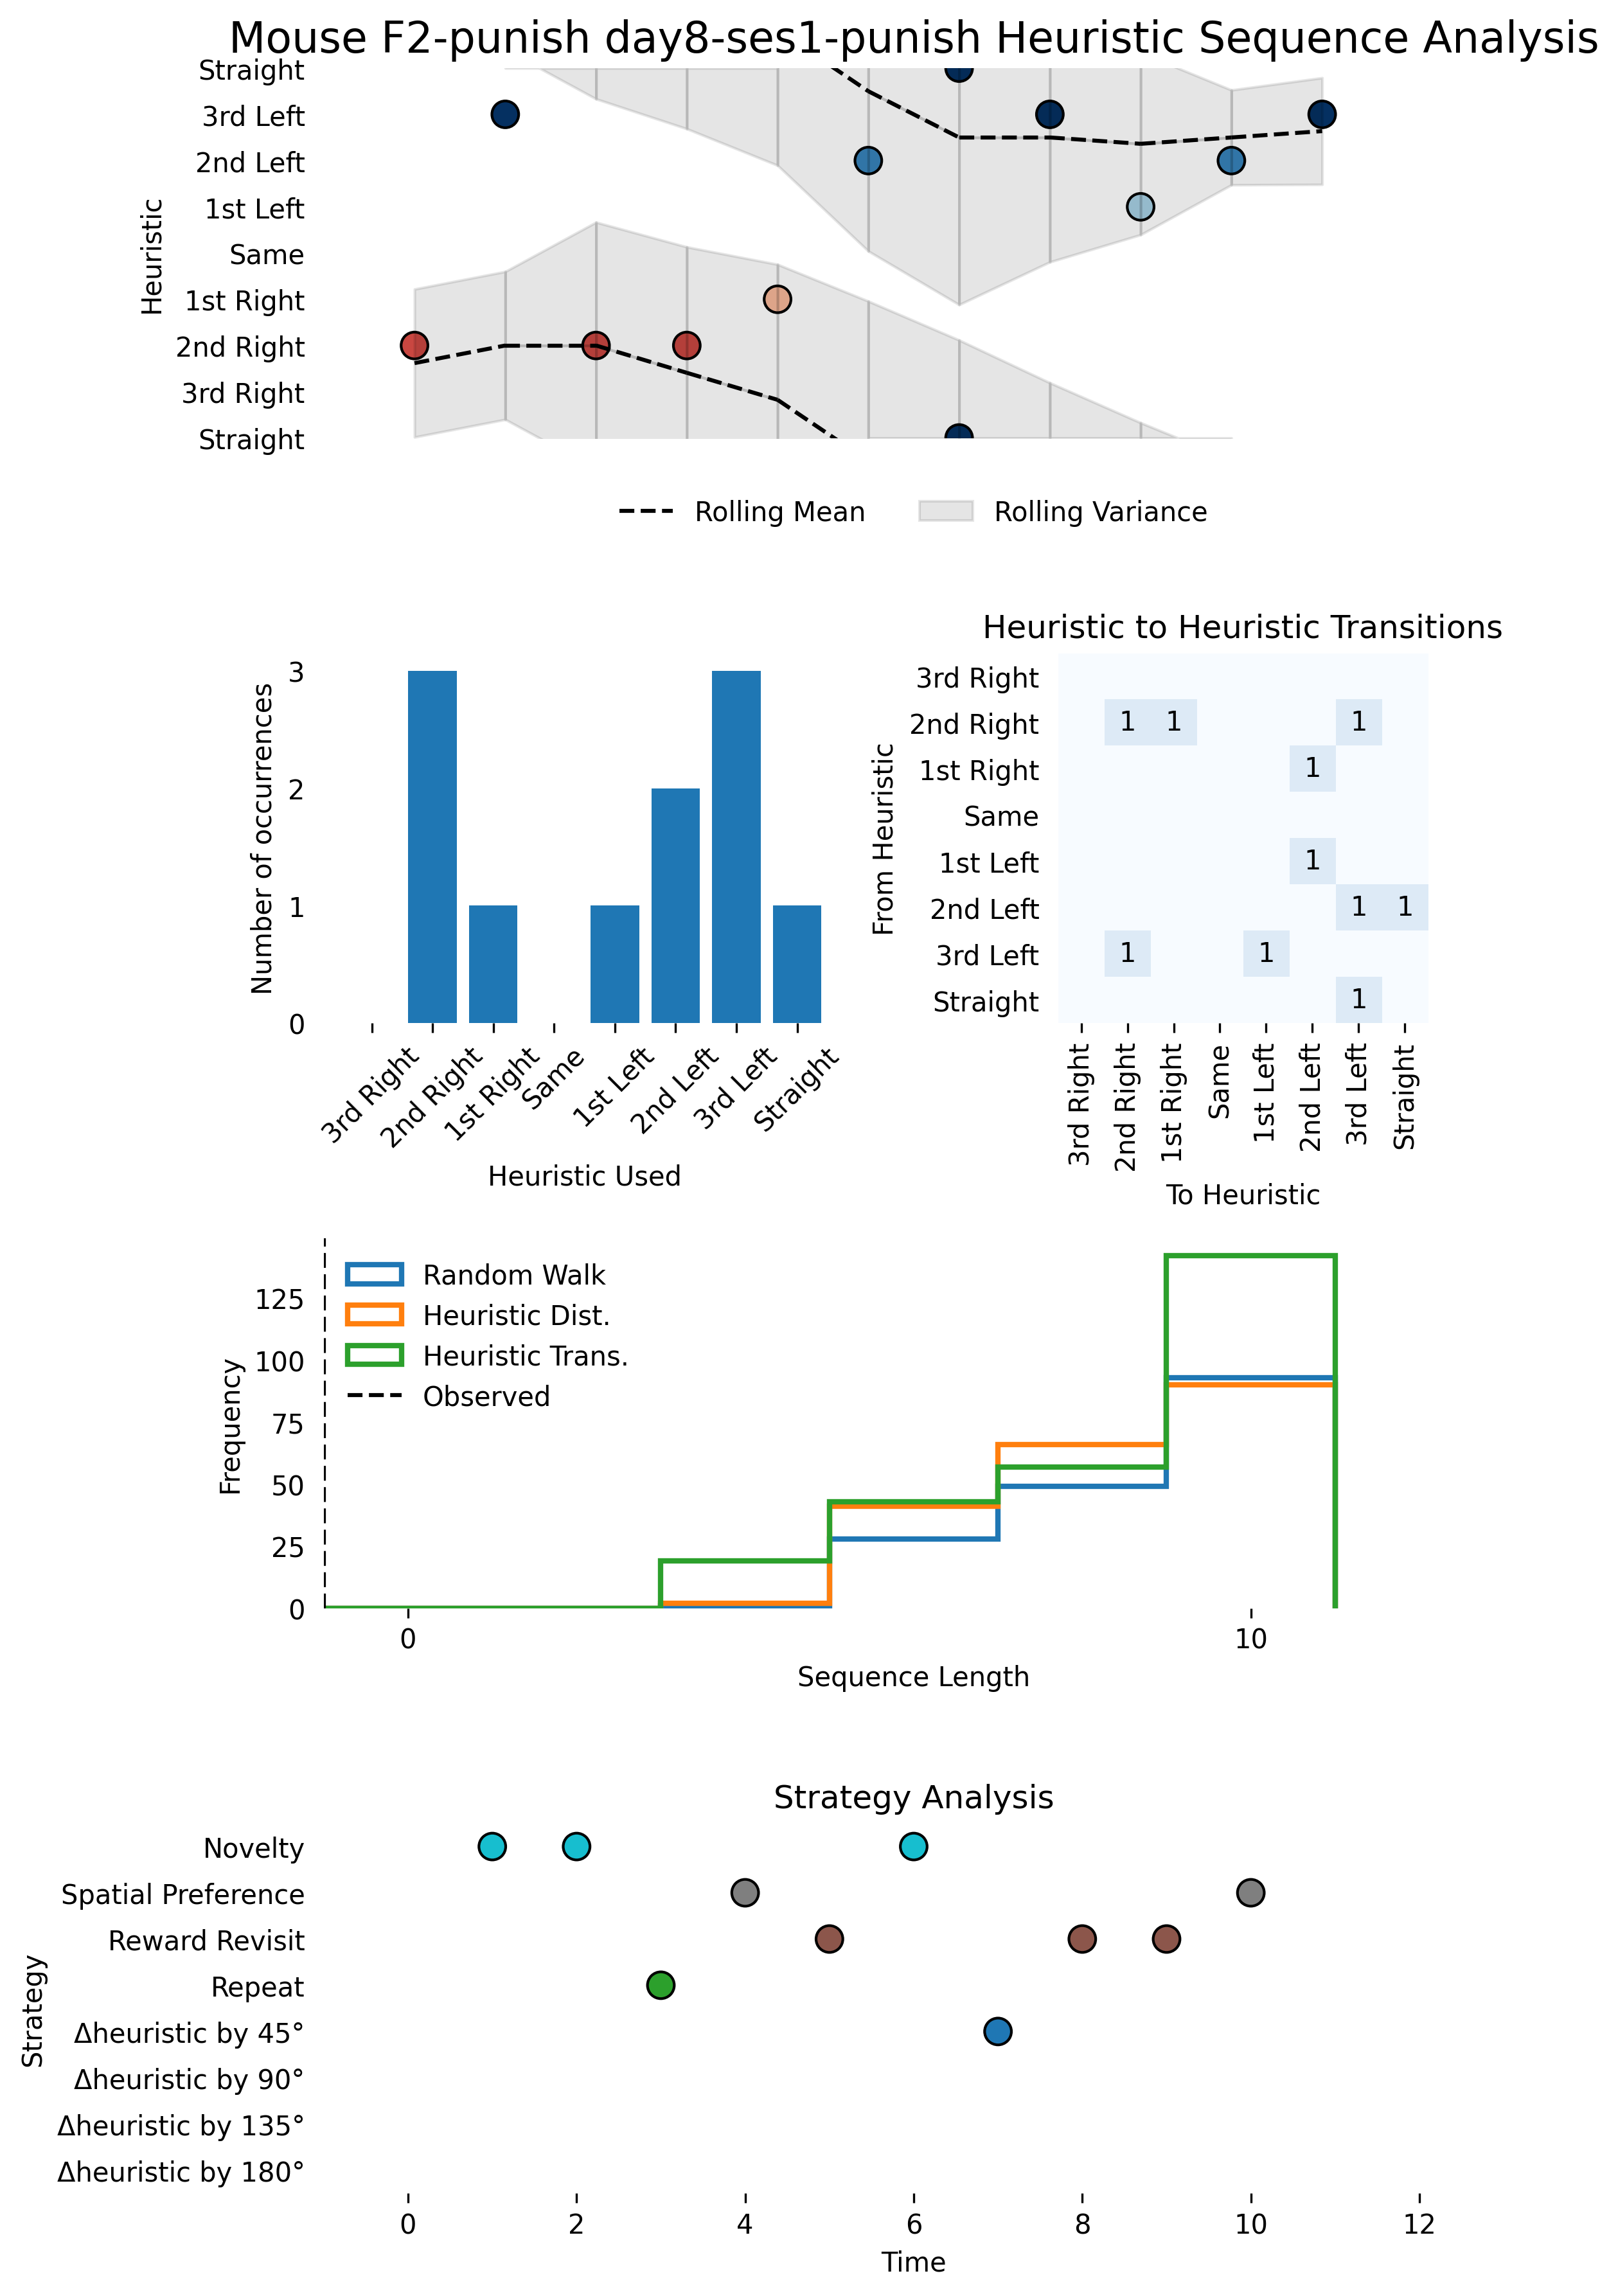 Mouse F2-punish day8-ses1-punish Heuristic Sequence Analysis
Heuristic
Straight
3rd Left
2nd Left
1st Left
Same
1st Right
2nd Right
3rd Right
Straight
Rolling Mean
Rolling Variance
Number of occurrences
3
2
1
0
3rd Right
2nd Right
1st Right
Same
1st Left
2nd Left
3rd Left
Straight
Heuristic Used
Heuristic to Heuristic Transitions
From Heuristic
3rd Right
2nd Right
1st Right
Same
1st Left
2nd Left
3rd Left
Straight
1 1 1
1
1
1 1
1 1
1
3rd Right
2nd Right
1st Right
Same
1st Left
2nd Left
3rd Left
Straight
To Heuristic
Frequency
125
100
75
50
25
0
Random Walk
Heuristic Dist.
Heuristic Trans.
Observed
0 10
Sequence Length
Strategy Analysis
Strategy
Novelty
Spatial Preference
Reward Revisit
Repeat
Δheuristic by 45°
Δheuristic by 90°
Δheuristic by 135°
Δheuristic by 180°
0 2 4 6 8 10 12
Time